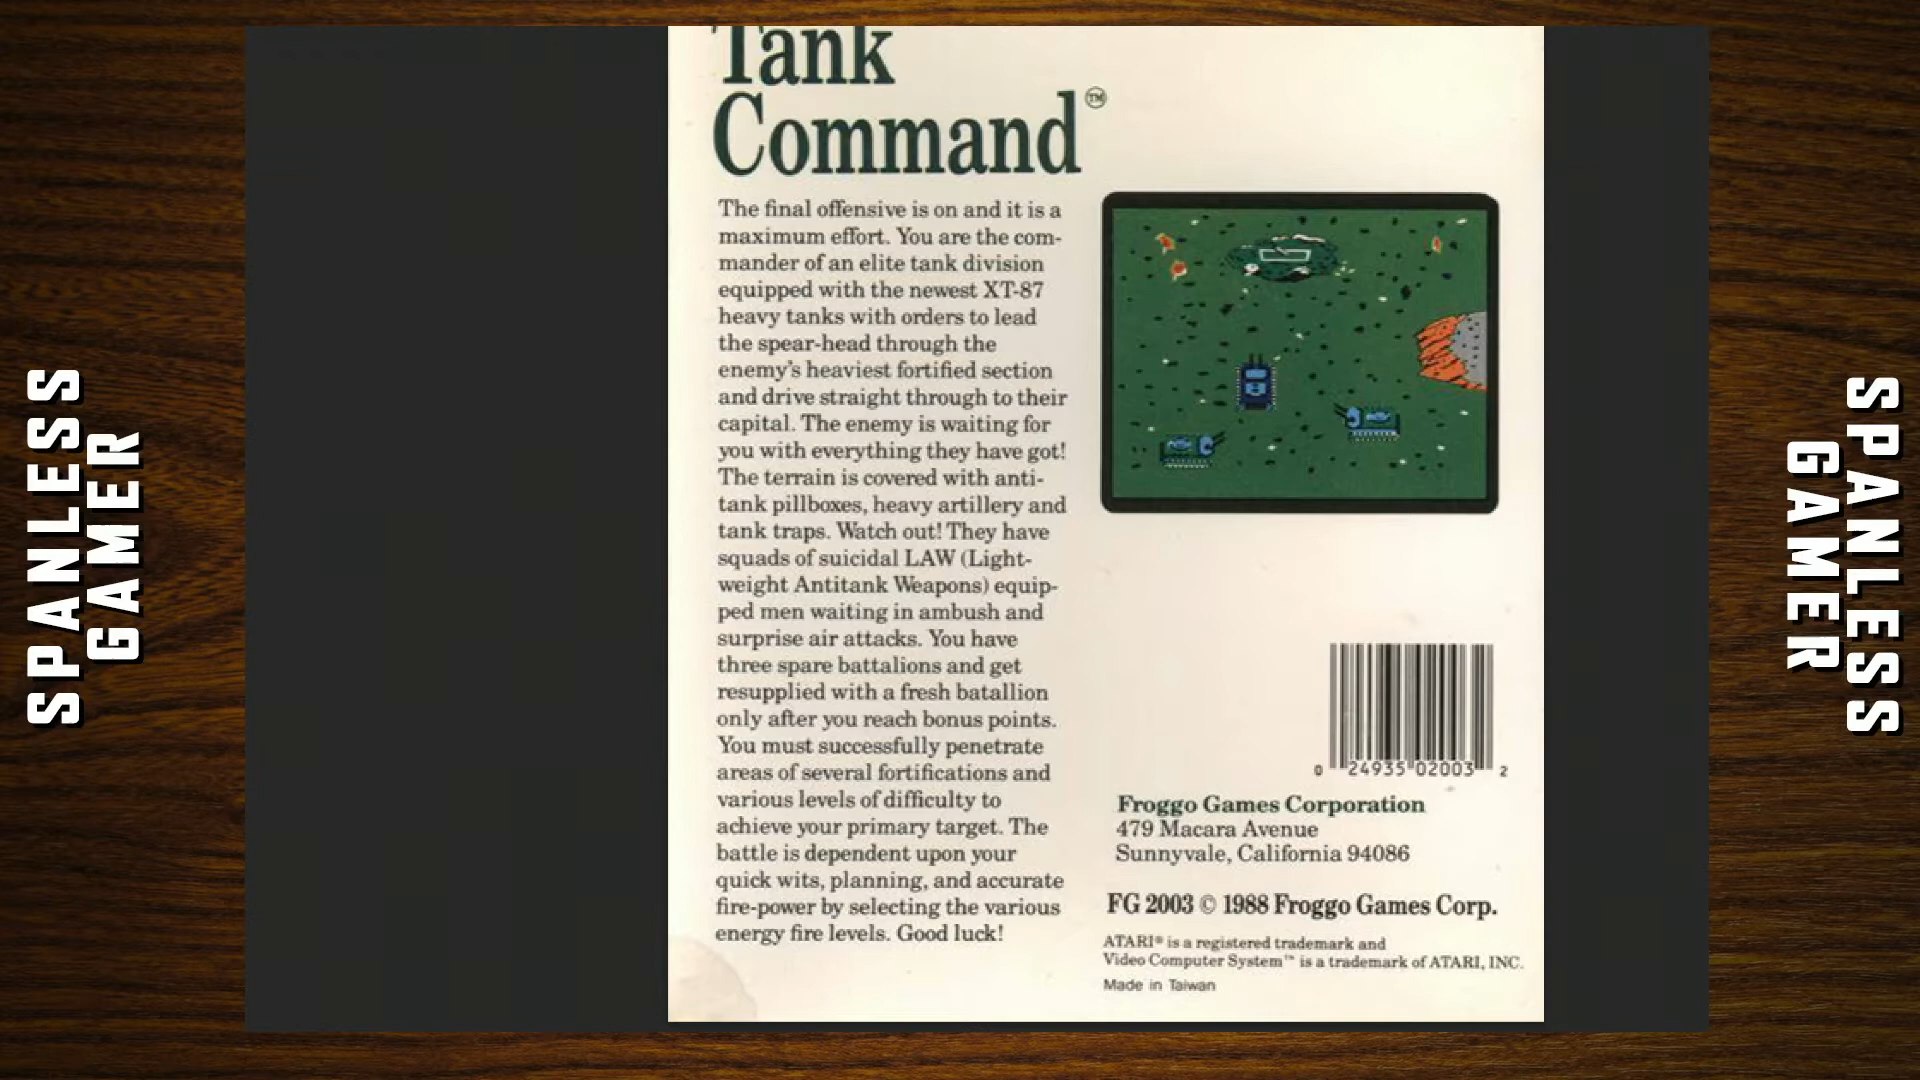 SPANLESS
GAMER
Tank
Command™
The final offensive is on and it is a
maximum effort. You are the com-
mander of an elite tank division
equipped with the newest XT-87
heavy tanks with orders to lead
the spear-head through the
enemy's heaviest fortified section
and drive straight through to their
capital. The enemy is waiting for
you with everything they have got!
The terrain is covered with anti-
tank pillboxes, heavy artillery and
tank traps. Watch out! They have
squads of suicidal LAW (Light-
weight Antitank Weapons) equip-
ped men waiting in ambush and
surprise air attacks. You have
three spare battalions and get
resupplied with a fresh batallion
only after you reach bonus points.
You must successfully penetrate
areas of several fortifications and
various levels of difficulty to
achieve your primary target. The
battle is dependent upon your
quick wits, planning, and accurate
fire-power by selecting the various
energy fire levels. Good luck!
0 24935 02003 2
Froggo Games Corporation
479 Macara Avenue
Sunnyvale, California 94086
FG 2003 © 1988 Froggo Games Corp.
ATARI® is a registered trademark and
Video Computer System™ is a trademark of ATARI, INC.
Made in Taiwan
SPANLESS
GAMER